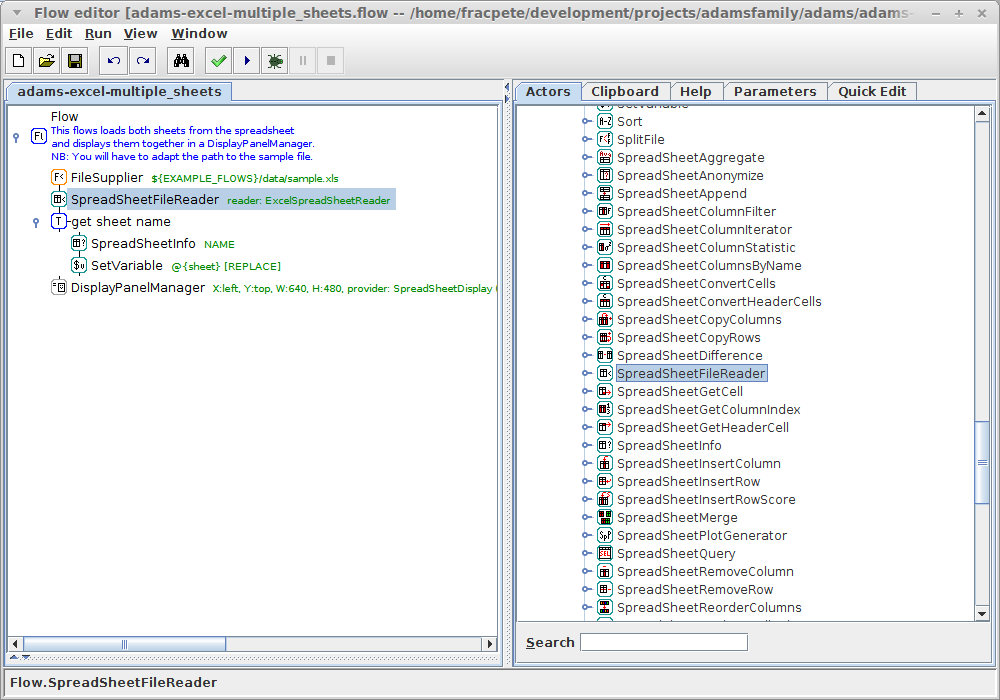 Flow editor [adams-excel-multiple_sheets.flow -- /home/fracpete/development/projects/adamsfamily/adams/adams-
File Edit Run View Window
adams-excel-multiple_sheets
Flow
This flows loads both sheets from the spreadsheet
and displays them together in a DisplayPanelManager.
NB: You will have to adapt the path to the sample file.
FileSupplier ${EXAMPLE_FLOWS}/data/sample.xls
SpreadSheetFileReader reader: ExcelSpreadSheetReader
get sheet name
SpreadSheetInfo NAME
SetVariable @{sheet} [REPLACE]
DisplayPanelManager X:left, Y:top, W:640, H:480, provider: SpreadSheetDisplay
Actors Clipboard Help Parameters Quick Edit
SetVariable
Sort
SplitFile
SpreadSheetAggregate
SpreadSheetAnonymize
SpreadSheetAppend
SpreadSheetColumnFilter
SpreadSheetColumnIterator
SpreadSheetColumnStatistic
SpreadSheetColumnsByName
SpreadSheetConvertCells
SpreadSheetConvertHeaderCells
SpreadSheetCopyColumns
SpreadSheetCopyRows
SpreadSheetDifference
SpreadSheetFileReader
SpreadSheetGetCell
SpreadSheetGetColumnIndex
SpreadSheetGetHeaderCell
SpreadSheetInfo
SpreadSheetInsertColumn
SpreadSheetInsertRow
SpreadSheetInsertRowScore
SpreadSheetMerge
SpreadSheetPlotGenerator
SpreadSheetQuery
SpreadSheetRemoveColumn
SpreadSheetRemoveRow
SpreadSheetReorderColumns
Search
Flow.SpreadSheetFileReader